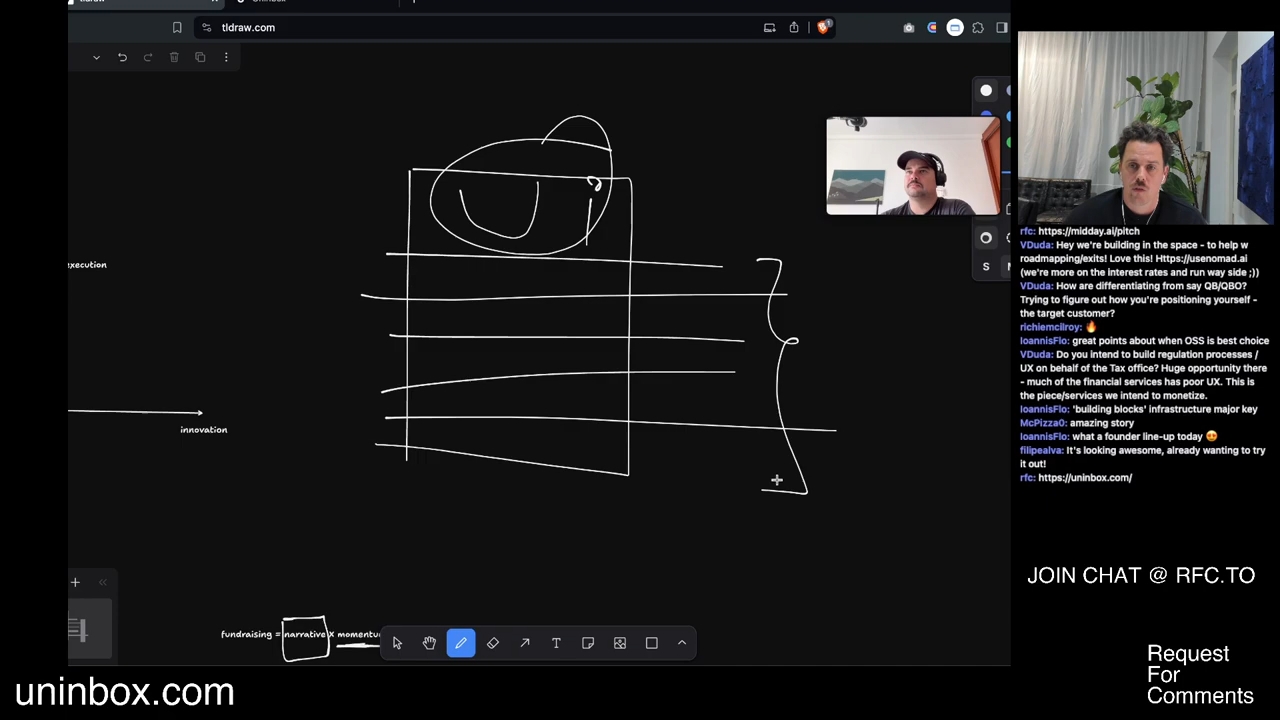 tldraw
Uninbox
tldraw.com
1
execution
UI
S
innovation
fundraising = narrative x momentu
T
rfc: https://midday.ai/pitch
VDuda: Hey we're building in the space - to help w
roadmapping/exits! Love this! Https://usenomad.ai
(we're more on the interest rates and run way side ;))
VDuda: How are differentiating from say QB/QBO?
Trying to figure out how you're positioning yourself -
the target customer?
richiemcilroy: 🔥
IoannisFlo: great points about when OSS is best choice
VDuda: Do you intend to build regulation processes /
UX on behalf of the Tax office? Huge opportunity there
- much of the financial services has poor UX. This is
the piece/services we intend to monetize.
IoannisFlo: 'building blocks' infrastructure major key
McPizza0: amazing story
IoannisFlo: what a founder line-up today 😍
filipealva: It's looking awesome, already wanting to try
it out!
rfc: https://uninbox.com/
JOIN CHAT @ RFC.TO
Request
For
Comments
uninbox.com